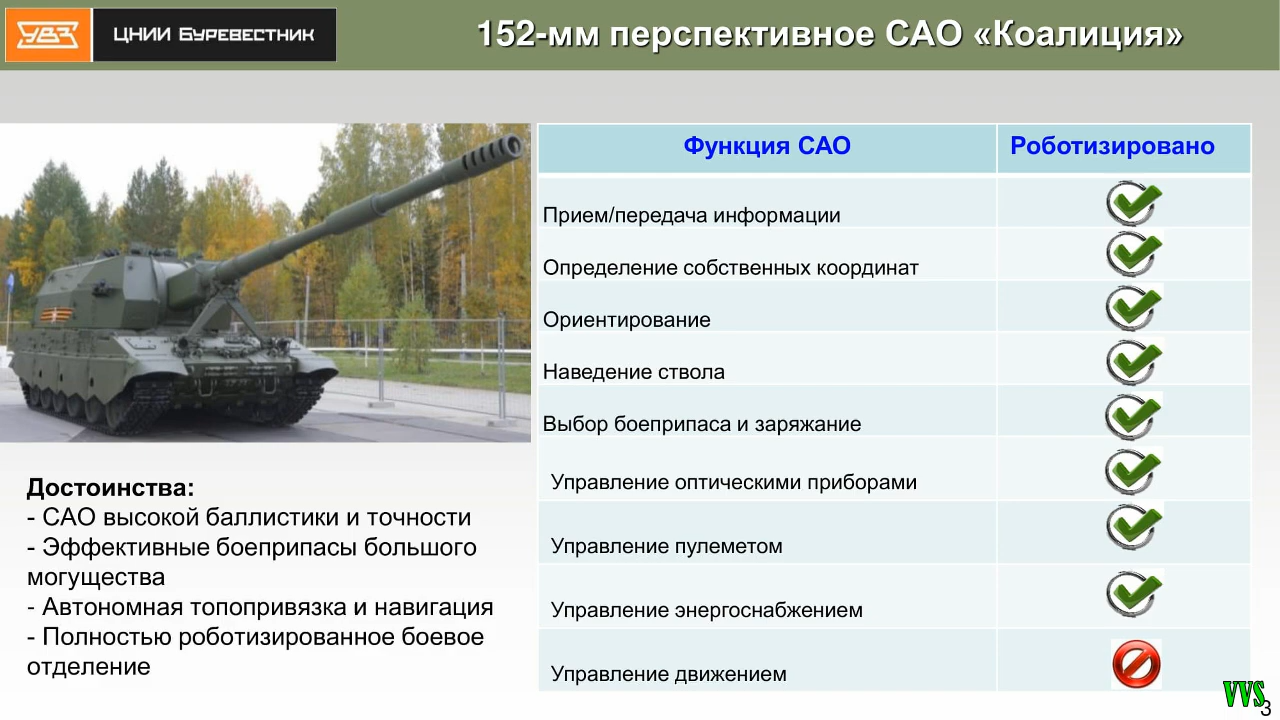 УВЗ
ЦНИИ БУРЕВЕСТНИК
152-мм перспективное САО «Коалиция»
Функция САО
Роботизировано
Прием/передача информации
Определение собственных координат
Ориентирование
Наведение ствола
Выбор боеприпаса и заряжание
Управление оптическими приборами
Управление пулеметом
Управление энергоснабжением
Управление движением
Достоинства:
- САО высокой баллистики и точности
- Эффективные боеприпасы большого
могущества
- Автономная топопривязка и навигация
- Полностью роботизированное боевое
отделение
VVS
3